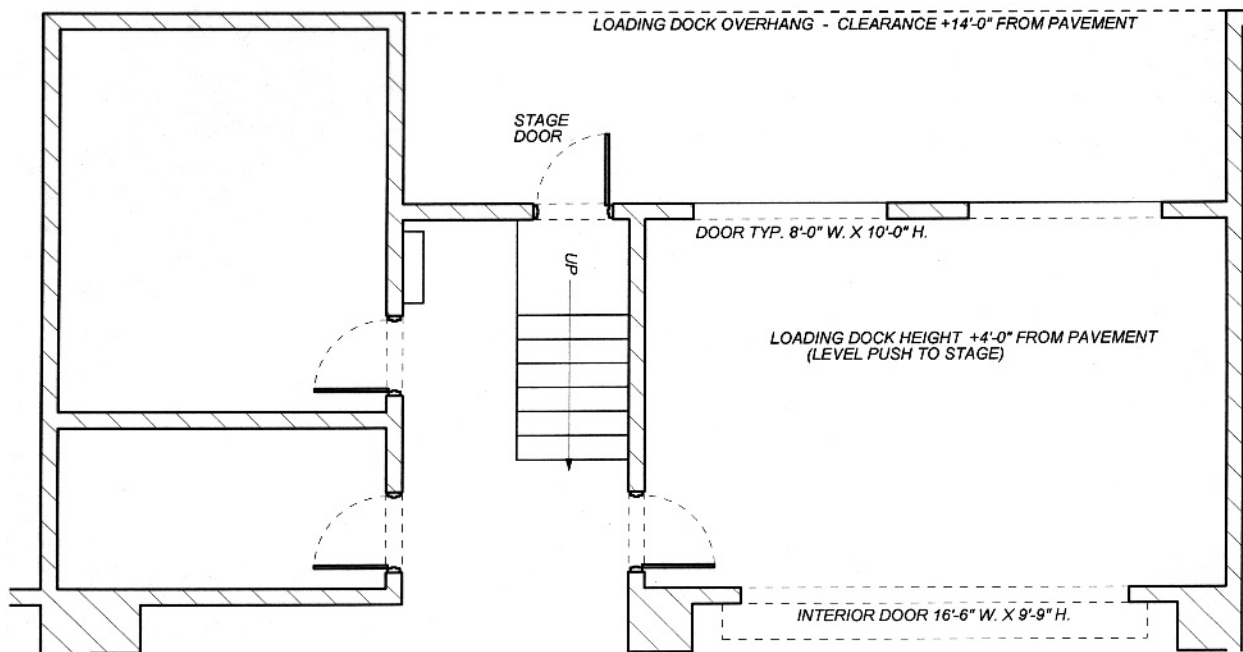 LOADING DOCK OVERHANG - CLEARANCE +14'-0" FROM PAVEMENT
STAGE
DOOR
DOOR TYP. 8'-0" W. X 10'-0" H.
UP
LOADING DOCK HEIGHT +4'-0" FROM PAVEMENT
(LEVEL PUSH TO STAGE)
INTERIOR DOOR 16'-6" W. X 9'-9" H.